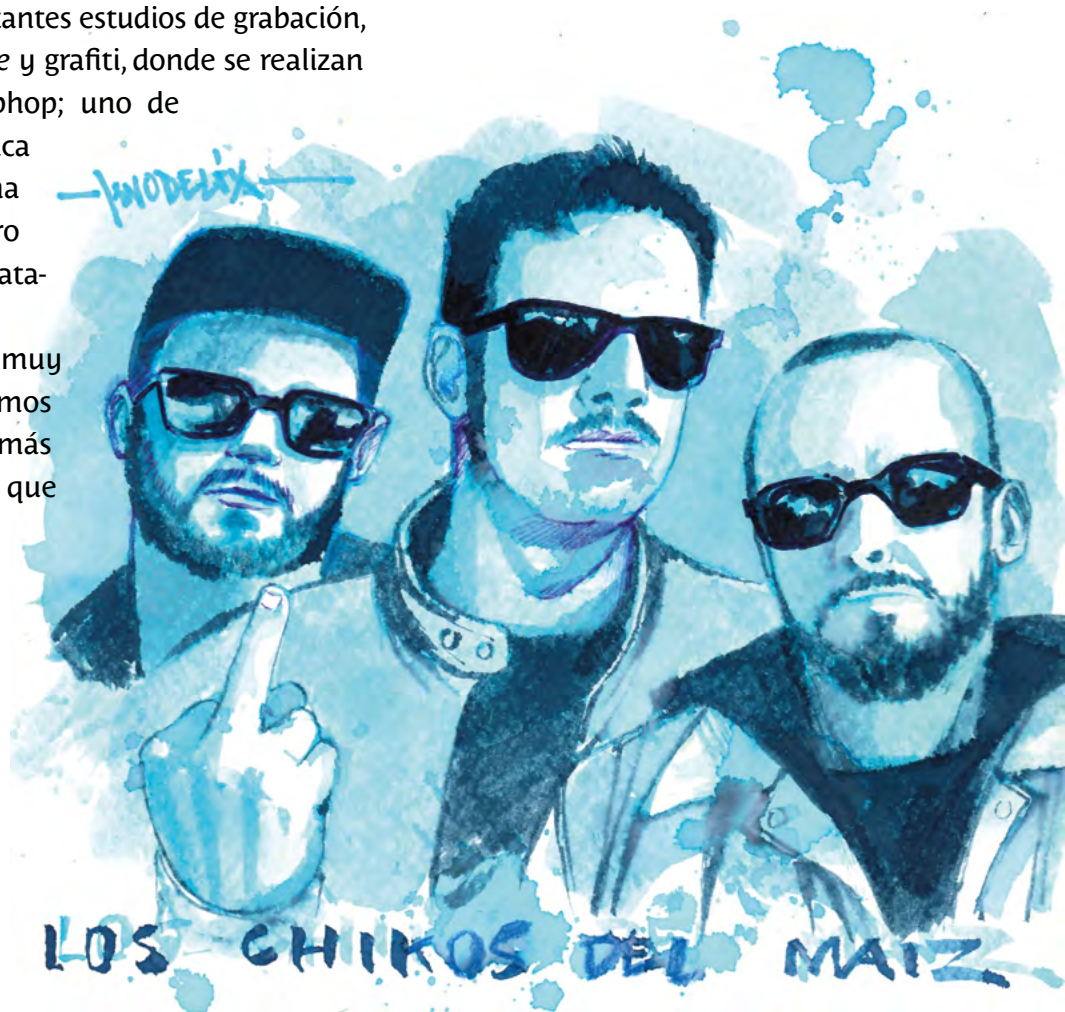 tantes estudios de grabación,
e y grafiti, donde se realizan
phop; uno de
ca
na
ro
ata-
muy
mos
más
que
LOS CHIKOS DEL MAIZ